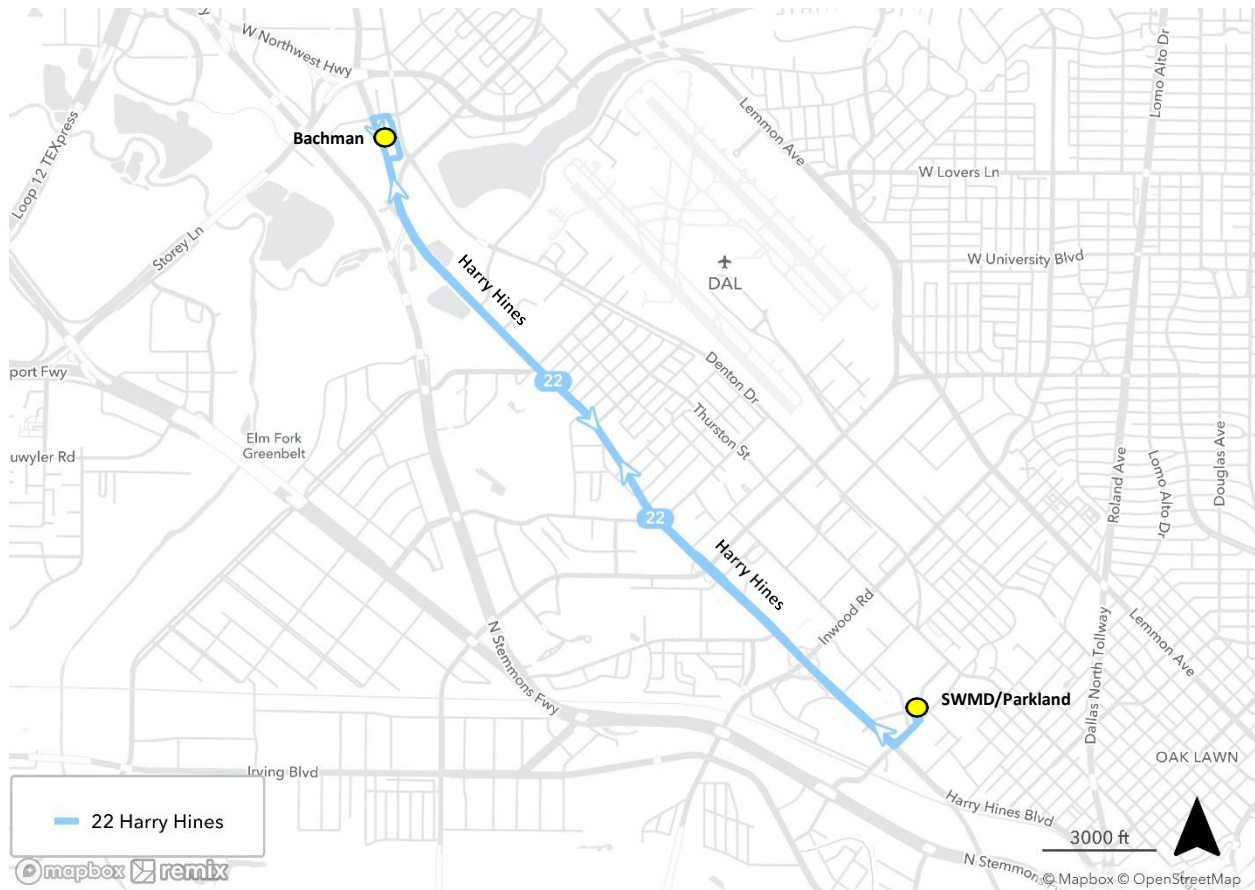 W Northwest Hwy
Lomo Alto Dr
Loop 12 TEXpress
Lemmon Ave
Bachman
W Lovers Ln
Storey Ln
W University Blvd
DAL
Harry Hines
port Fwy
22
Denton Dr
Thurston St
Elm Fork
Greenbelt
uwyler Rd
Roland Ave
Lomo Alto Dr
Douglas Ave
22
Harry Hines
Inwood Rd
N Stemmons Fwy
Lemmon Ave
Dallas North Tollway
SWMD/Parkland
OAK LAWN
Irving Blvd
Harry Hines Blvd
22 Harry Hines
3000 ft
N Stemmons F
mapbox remix
© Mapbox © OpenStreetMap